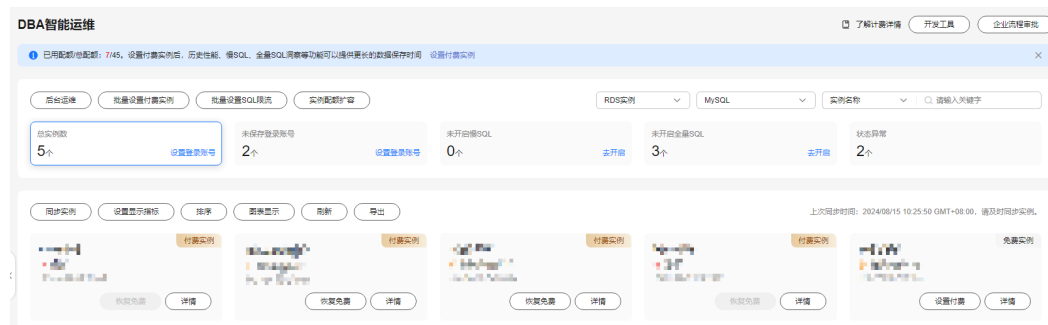 DBA智能运维 了解计费详情 开发工具 企业流程审批
已用配额/总配额：7/45。设置付费实例后，历史性能、慢SQL、全量SQL洞察等功能可以提供更长的数据保存时间 设置付费实例
后台运维 批量设置付费实例 批量设置SQL限流 实例配额扩容 RDS实例 MySQL 实例名称 请输入关键字
总实例数 未保存登录账号 未开启慢SQL 未开启全量SQL 状态异常
5个 设置登录账号 2个 设置登录账号 0个 去开启 3个 去开启 2个
同步实例 设置显示指标 排序 图表显示 刷新 导出 上次同步时间：2024/08/15 10:25:50 GMT+08:00，请及时同步实例。
付费实例 付费实例 付费实例 付费实例 免费实例
恢复免费 详情 恢复免费 详情 恢复免费 详情 恢复免费 详情 设置付费 详情